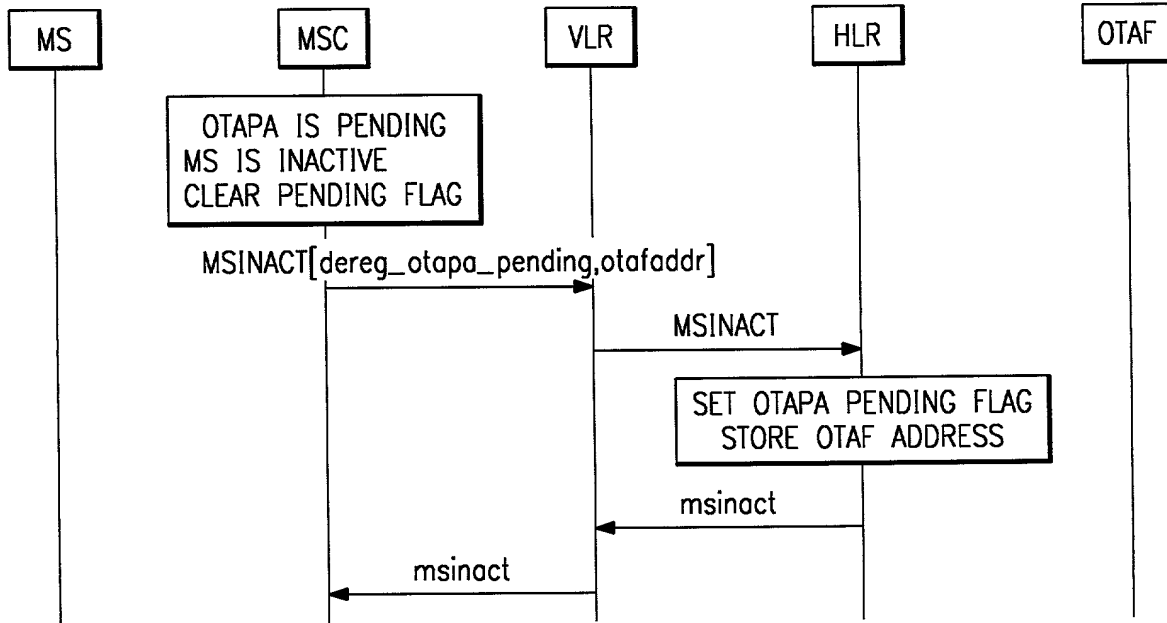 MS
MSC
VLR
HLR
OTAF
OTAPA IS PENDING
MS IS INACTIVE
CLEAR PENDING FLAG
MSINACT[dereg_otapa_pending,otafaddr]
MSINACT
SET OTAPA PENDING FLAG
STORE OTAF ADDRESS
msinact
msinact